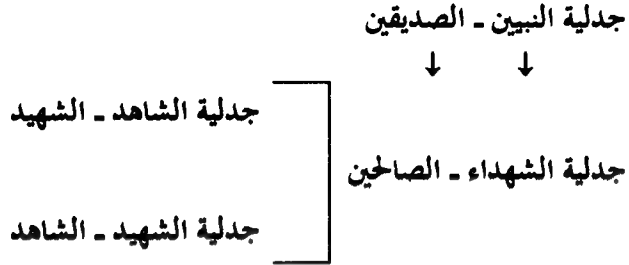 جدلية النبيين ـ الصديقين
↓ ↓
جدلية الشاهد ـ الشهيد
جدلية الشهداء ـ الصالحين
جدلية الشهيد ـ الشاهد